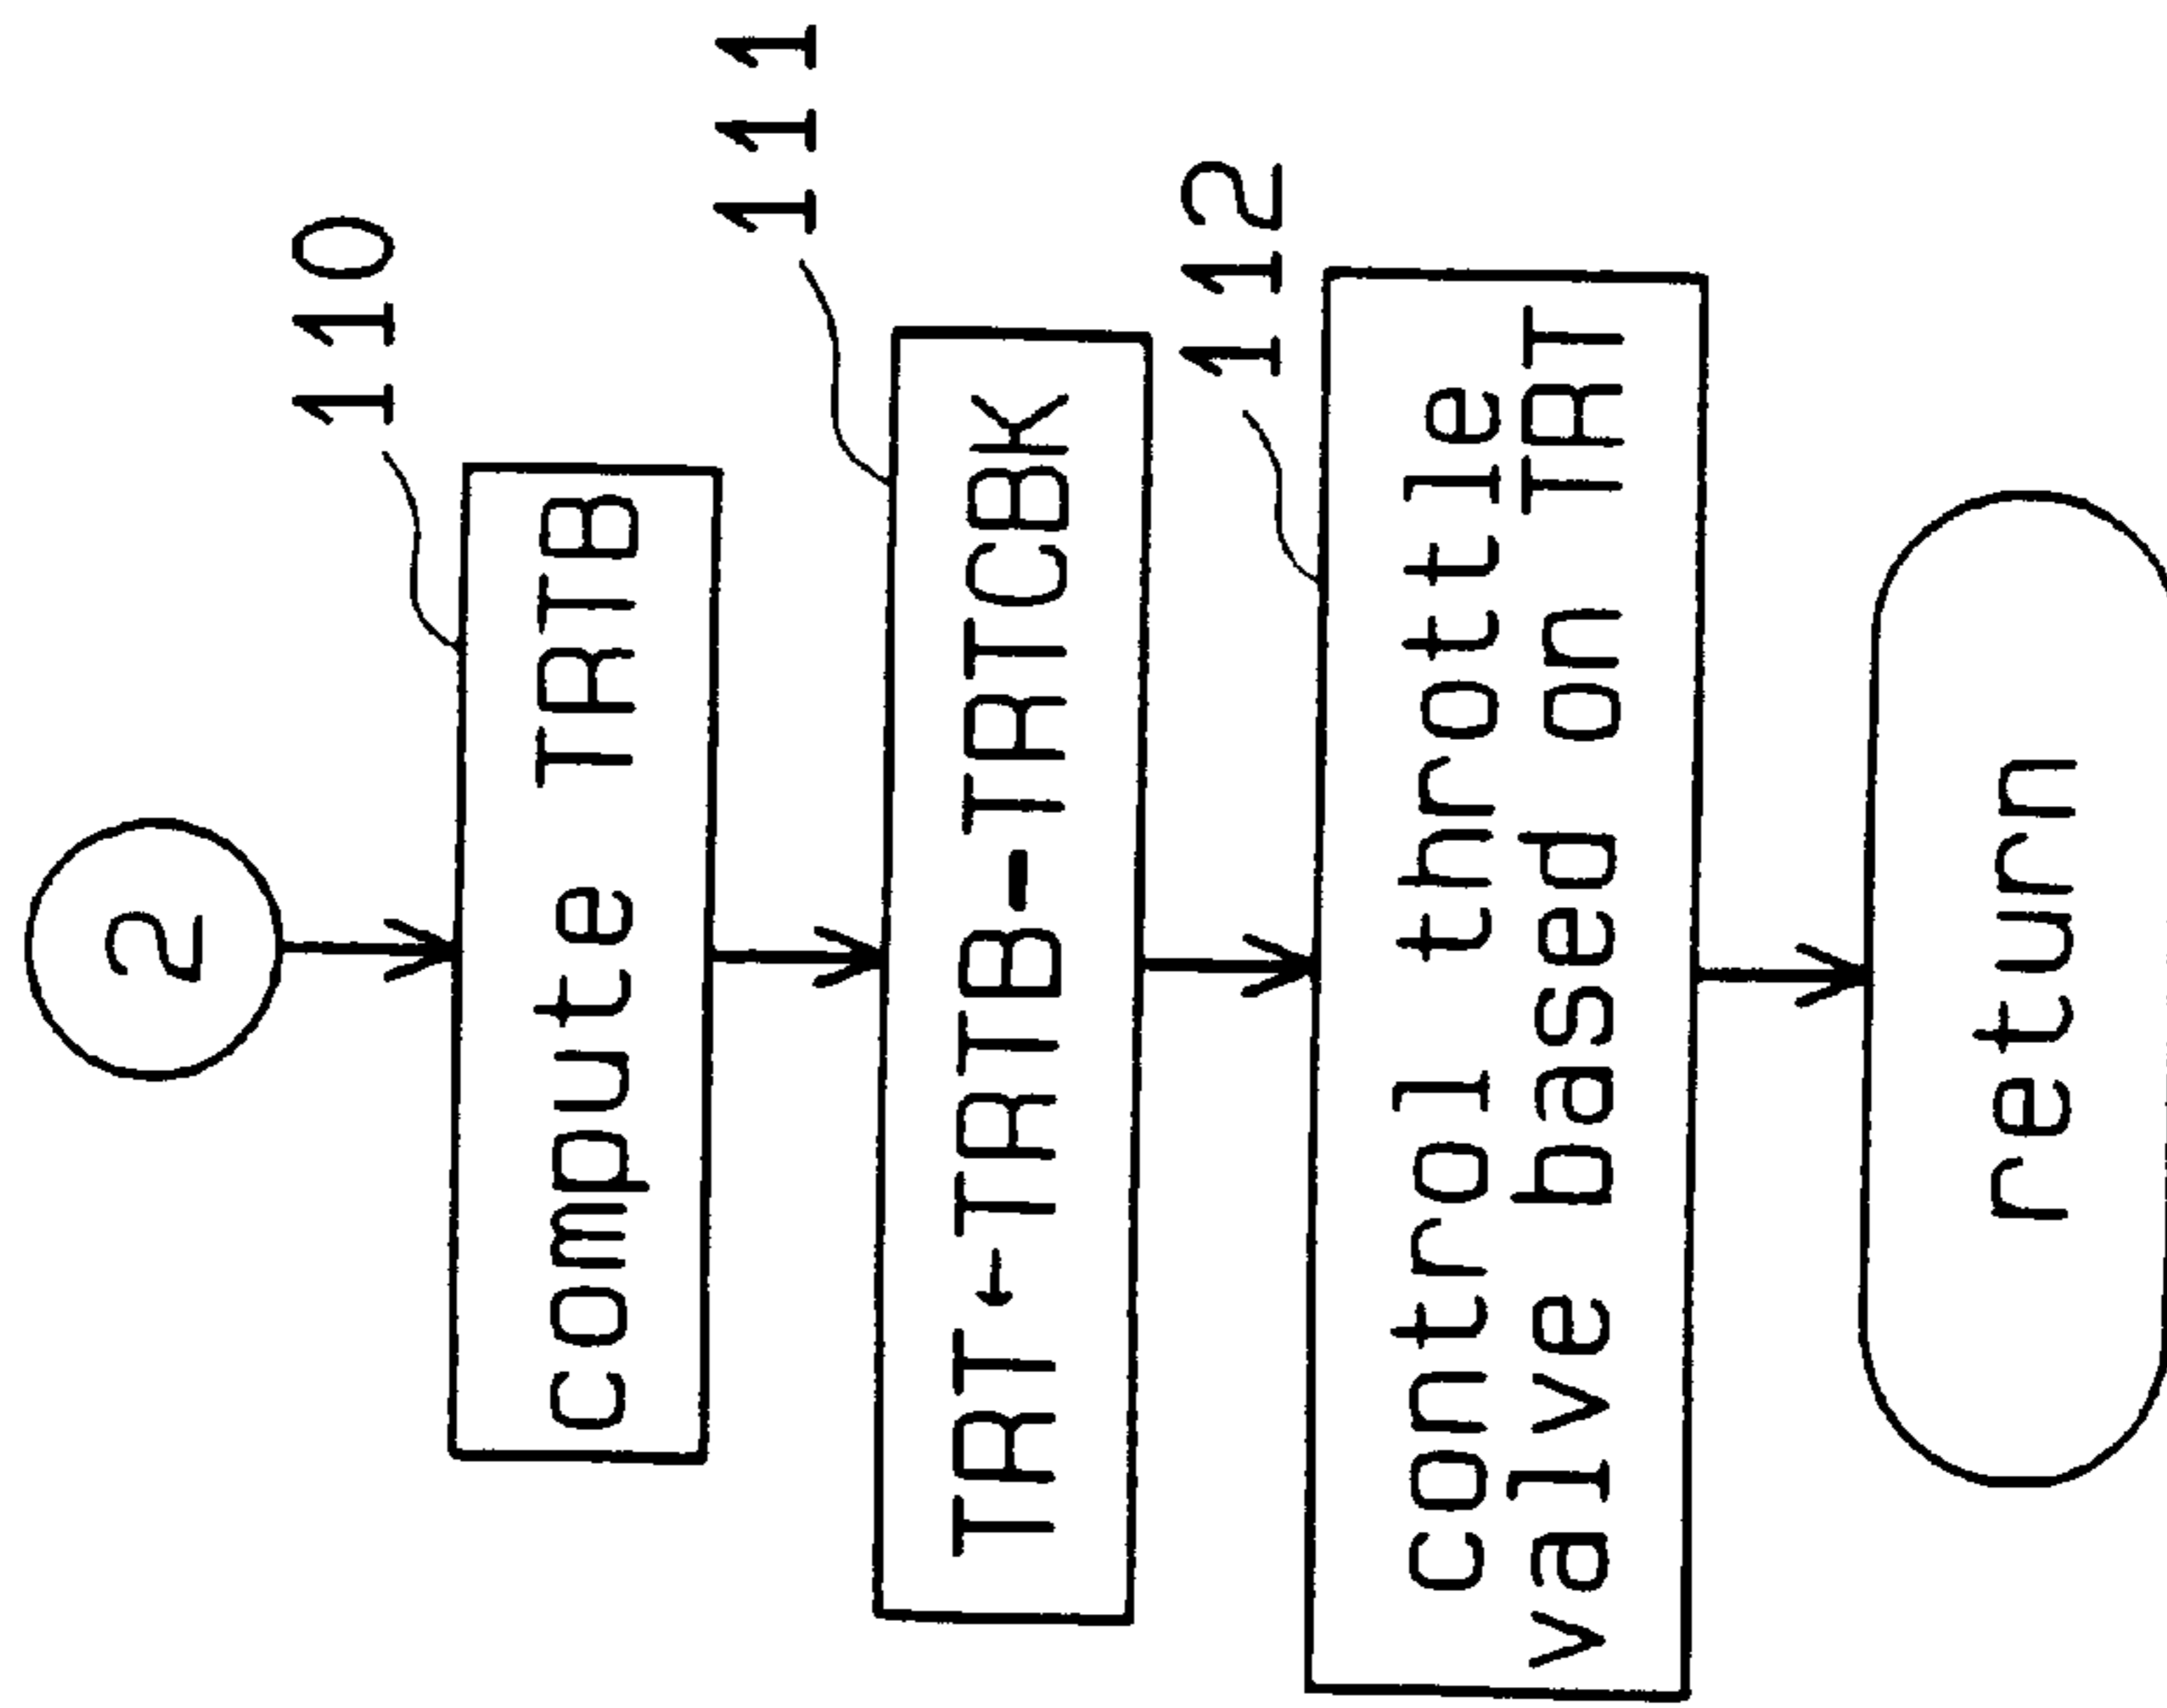 2
110
compute TRTB
111
TRT←TRTB-TRTCBK
112
control throttle
valve based on TRT
return